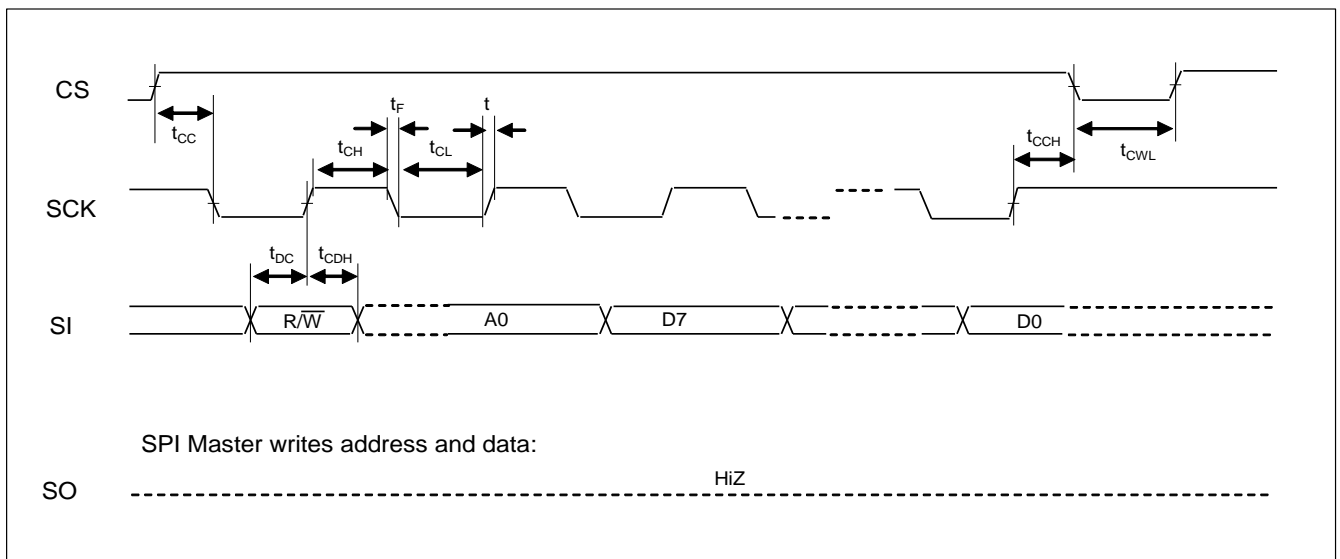 CS
tCC
tF
t
tCH
tCL
tCCH
tCWL
SCK
tDC
tCDH
SI
R/W̅
A0
D7
D0
SPI Master writes address and data:
SO
HiZ